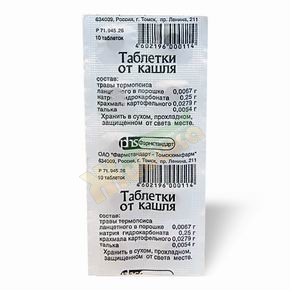 634009, Россия, г. Томск, пр. Ленина, 211
Р 71.945.26
10 таблеток
4602196000114
Таблетки
от кашля
состав:
травы термопсиса
ланцетного в порошке 0,0067 г
натрия гидрокарбоната 0,25 г
крахмала картофельного 0,0279 г
талька 0,0054 г
Хранить в сухом, прохладном,
защищенном от света месте.
phs Фармстандарт
ОАО "Фармстандарт - Томскхимфарм"
634009, Россия, г. Томск, пр. Ленина, 211
Р 71.945.26
10 таблеток
4602196000114
Таблетки
от кашля
состав:
травы термопсиса
ланцетного в порошке 0,0067 г
натрия гидрокарбоната 0,25 г
крахмала картофельного 0,0279 г
талька 0,0054 г
Хранить в сухом, прохладном,
защищенном от света месте.